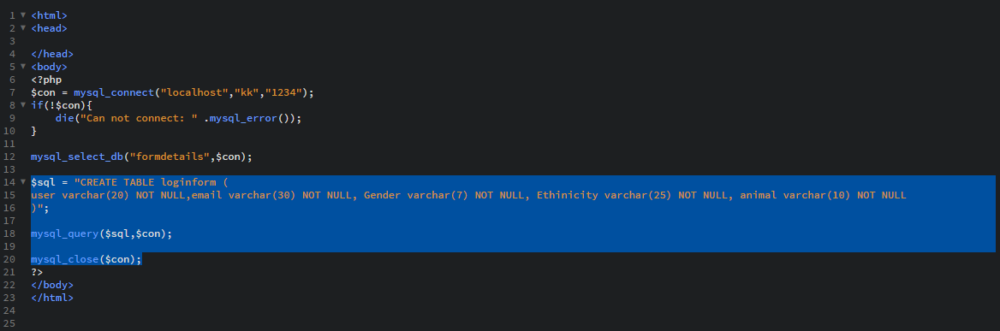 1 <html>
2 <head>
3
4 </head>
5 <body>
6 <?php
7 $con = mysql_connect("localhost","kk","1234");
8 if(!$con){
9 die("Can not connect: " .mysql_error());
10 }
11
12 mysql_select_db("formdetails",$con);
13
14 $sql = "CREATE TABLE loginform (
15 user varchar(20) NOT NULL,email varchar(30) NOT NULL, Gender varchar(7) NOT NULL, Ethinicity varchar(25) NOT NULL, animal varchar(10) NOT NULL
16 )";
17
18 mysql_query($sql,$con);
19
20 mysql_close($con);
21 ?>
22 </body>
23 </html>
24
25